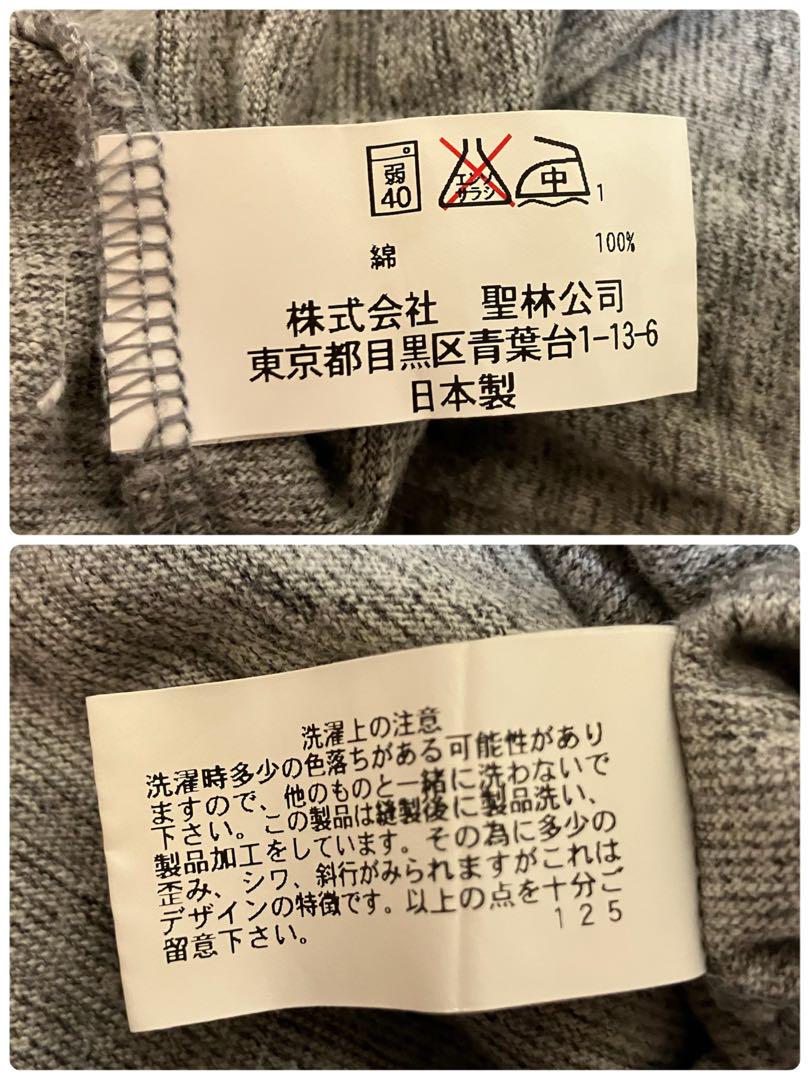 弱
40
エンソ
サラシ
中
1
綿 100%
株式会社 聖林公司
東京都目黒区青葉台1-13-6
日本製
洗濯上の注意
洗濯時多少の色落ちがある可能性があり
ますので、他のものと一緒に洗わないで
下さい。この製品は縫製後に製品洗い、
製品加工をしています。その為に多少の
歪み、シワ、斜行がみられますがこれは
デザインの特徴です。以上の点を十分ご
留意下さい。
125